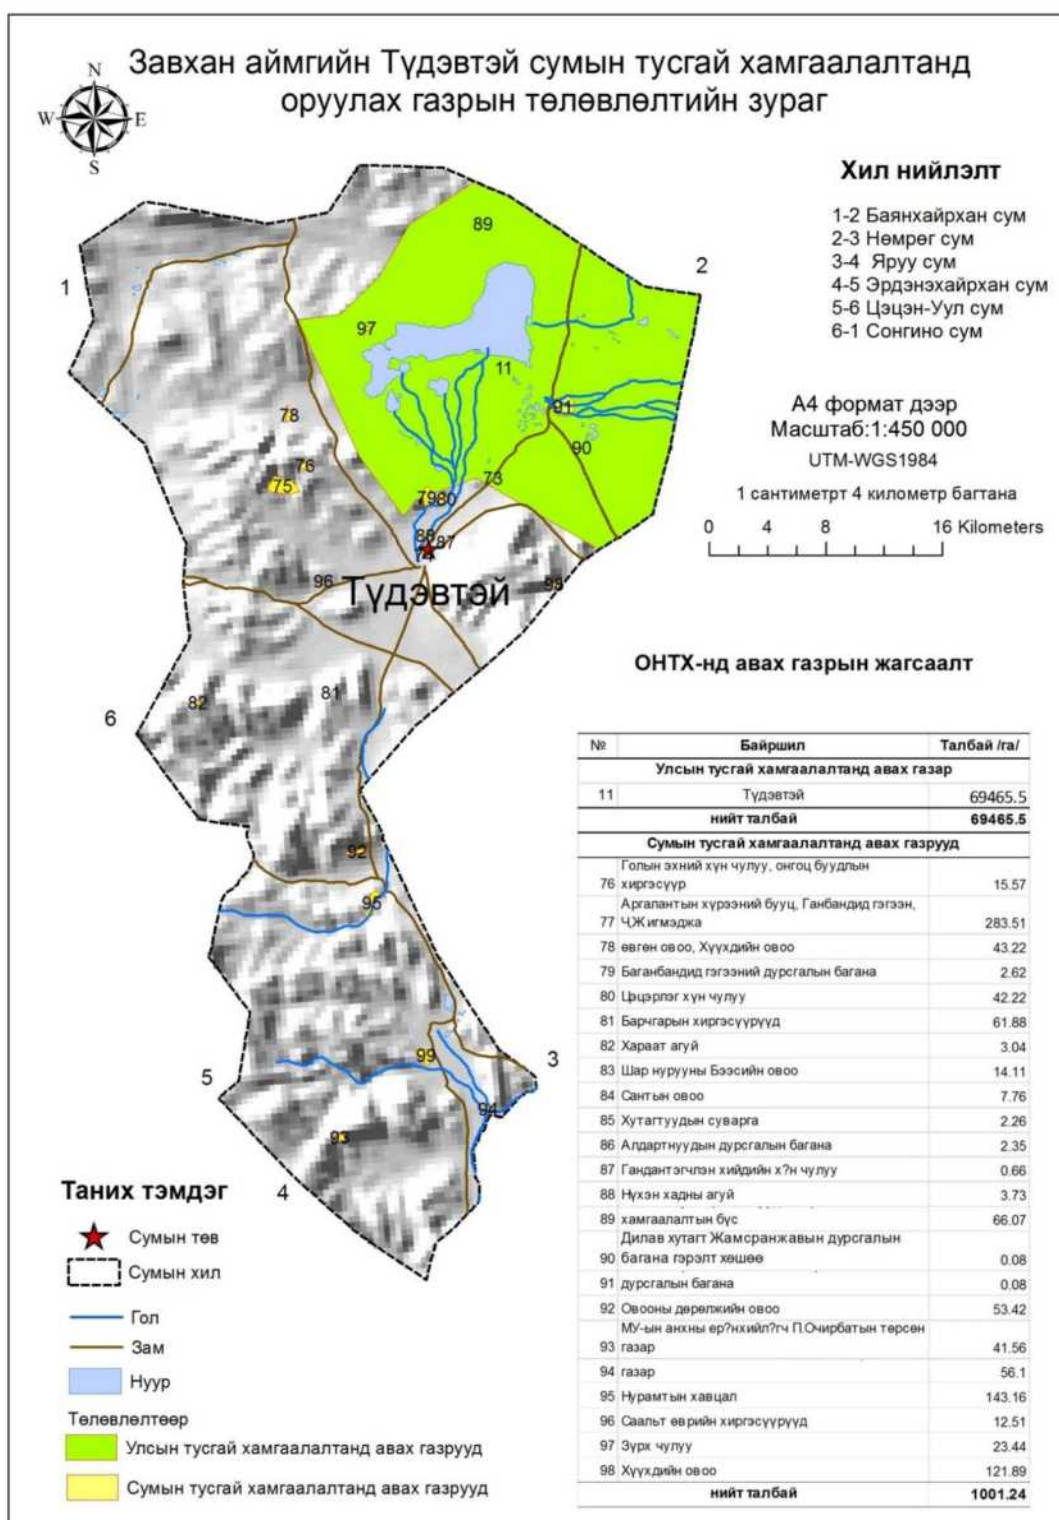 Завхан аймгийн Түдэвтэй сумын тусгай хамгаалалтанд
оруулах газрын төлөвлөлтийн зураг
N
W E
S
Хил нийлэлт
1-2 Баянхайрхан сум
2-3 Нөмрөг сум
3-4 Яруу сум
4-5 Эрдэнэхайрхан сум
5-6 Цэцэн-Уул сум
6-1 Сонгино сум
А4 формат дээр
Масштаб:1:450 000
UTM-WGS1984
1 сантиметрт 4 километр багтана
0 4 8 16 Kilometers
89
2
1
97
11
78
91
76
90
75
73
79
80
87
96
98
Түдэвтэй
82
81
6
92
95
99
3
5
94
93
4
ОНТХ-нд авах газрын жагсаалт
№ Байршил Талбай /га/
Улсын тусгай хамгаалалтанд авах газар
11 Түдэвтэй 69465.5
нийт талбай 69465.5
Сумын тусгай хамгаалалтанд авах газрууд
Голын эхний хүн чулуу, онгоц буудлын
76 хиргэсүүр 15.57
Аргалантын хүрээний бууц, Ганбандид гэгээн,
77 Ч,Жигмэджа 283.51
78 өвгөн овоо, Хүүхдийн овоо 43.22
79 Баганбандид гэгээний дурсгалын багана 2.62
80 Цэцэрлэг хүн чулуу 42.22
81 Барчгарын хиргэсүүрүүд 61.88
82 Хараат агуй 3.04
83 Шар нурууны Бээсийн овоо 14.11
84 Сантын овоо 7.76
85 Хутагтуудын суварга 2.26
86 Алдартнуудын дурсгалын багана 2.35
87 Гандантэгчлэн хийдийн х?н чулуу 0.66
88 Нүхэн хадны агуй 3.73
89 хамгаалалтын бүс 66.07
Дилав хутагт Жамсранжавын дурсгалын
90 багана гэрэлт хөшөө 0.08
91 дурсгалын багана 0.08
92 Овооны дөрөлжийн овоо 53.42
МУ-ын анхны ер?нхийл?гч П.Очирбатын төрсөн
93 газар 41.56
94 газар 56.1
95 Нурамтын хавцал 143.16
96 Саальт өврийн хиргэсүүрүүд 12.51
97 Зүрх чулуу 23.44
98 Хүүхдийн овоо 121.89
нийт талбай 1001.24
Таних тэмдэг
Сумын төв
Сумын хил
Гол
Зам
Нуур
Төлөвлөлтөөр
Улсын тусгай хамгаалалтанд авах газрууд
Сумын тусгай хамгаалалтанд авах газрууд